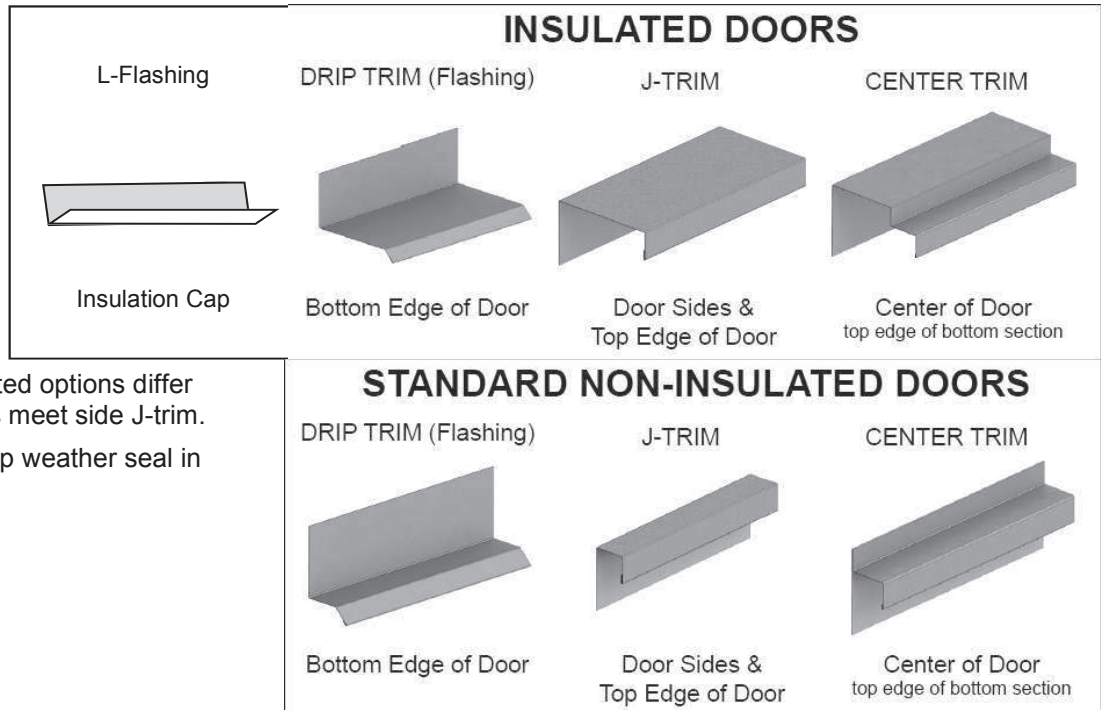 INSULATED DOORS
L-Flashing
DRIP TRIM (Flashing)
J-TRIM
CENTER TRIM
Insulation Cap
Bottom Edge of Door
Door Sides &
Top Edge of Door
Center of Door
top edge of bottom section
options differ
meet side J-trim.
weather seal in
STANDARD NON-INSULATED DOORS
DRIP TRIM (Flashing)
J-TRIM
CENTER TRIM
Bottom Edge of Door
Door Sides &
Top Edge of Door
Center of Door
top edge of bottom section